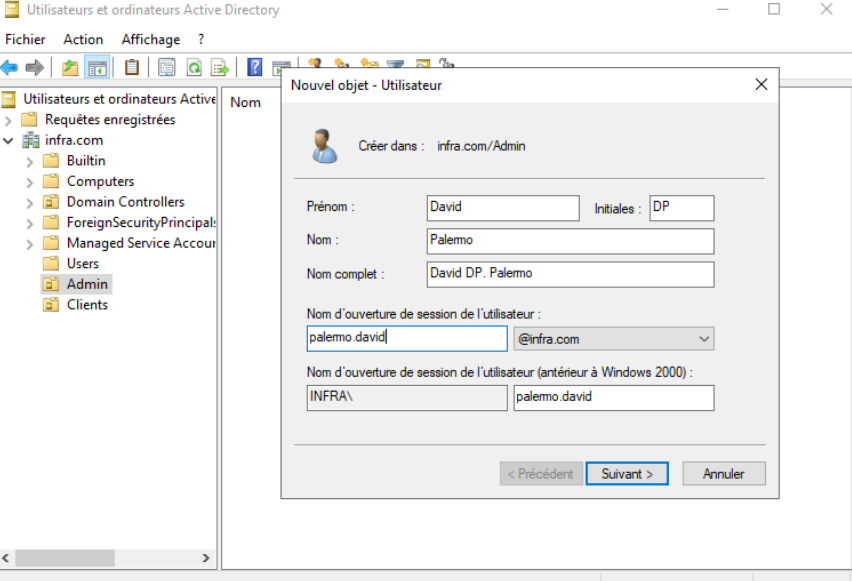 Utilisateurs et ordinateurs Active Directory
Fichier Action Affichage ?
Utilisateurs et ordinateurs Active
Requêtes enregistrées
infra.com
Builtin
Computers
Domain Controllers
ForeignSecurityPrincipals
Managed Service Accour
Users
Admin
Clients
Nom
Nouvel objet - Utilisateur
Créer dans : infra.com/Admin
Prénom : David Initiales : DP
Nom : Palermo
Nom complet : David DP. Palermo
Nom d'ouverture de session de l'utilisateur :
palermo.david @infra.com
Nom d'ouverture de session de l'utilisateur (antérieur à Windows 2000) :
INFRA\ palermo.david
< Précédent Suivant > Annuler